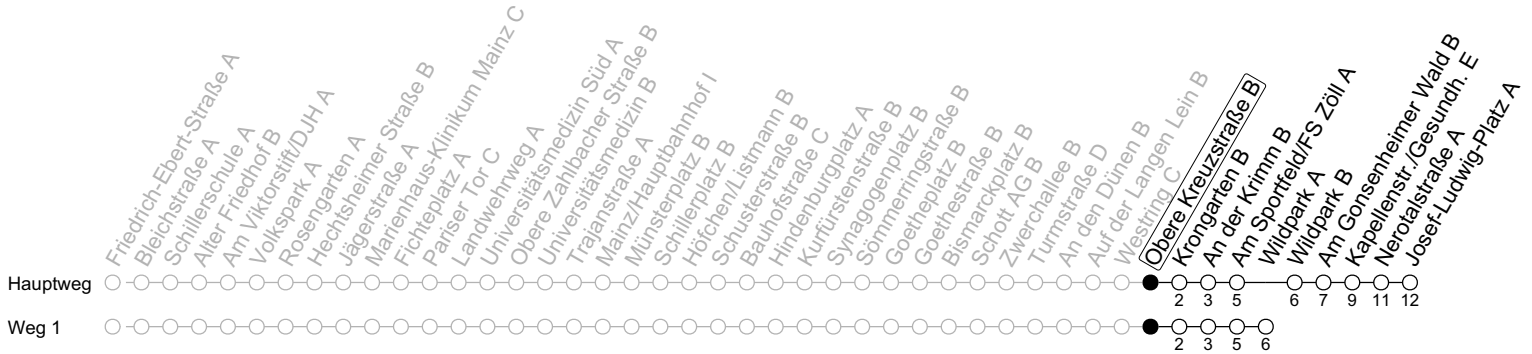 Friedrich-Ebert-Straße A
Bleichstraße A
Schillerschule A
Alter Friedhof B
Am Viktorstift/DJH A
Volkspark A
Rosengarten A
Hechtsheimer Straße B
Jägerstraße A
Marienhaus-Klinikum Mainz C
Fichteplatz A
Pariser Tor C
Landwehrweg A
Universitätsmedizin Süd A
Obere Zahlbacher Straße B
Universitätsmedizin B
Trajanstraße A
Mainz/Hauptbahnhof I
Münsterplatz B
Schillerplatz B
Höfchen/Listmann B
Schusterstraße B
Bauhofstraße C
Hindenburgplatz A
Kurfürstenstraße B
Synagogenplatz B
Sömmerringstraße B
Goetheplatz B
Goethestraße B
Bismarckplatz B
Schott AG B
Zwerchallee B
Turmstraße D
An den Dünen B
Auf der Langen Lein B
Westring C
Obere Kreuzstraße B
Krongarten B
An der Krimm B
Am Sportfeld/FS Zöll A
Wildpark A
Wildpark B
Am Gonsenheimer Wald B
Kapellenstr./Gesundh. E
Nerotalstraße A
Josef-Ludwig-Platz A
Hauptweg
2 3 5 6 7 9 11 12
Weg 1
2 3 5 6